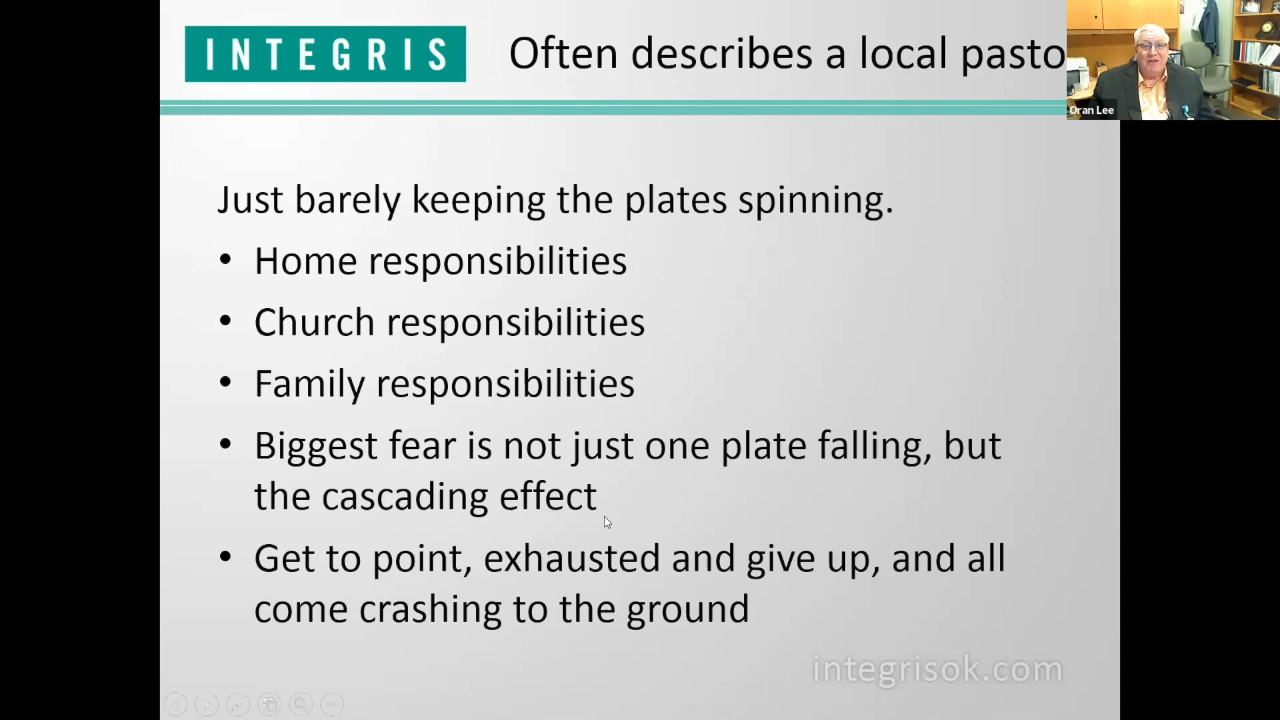 INTEGRIS
Often describes a local pasto
Oran Lee
Just barely keeping the plates spinning.
• Home responsibilities
• Church responsibilities
• Family responsibilities
• Biggest fear is not just one plate falling, but
the cascading effect
• Get to point, exhausted and give up, and all
come crashing to the ground
integrisok.com